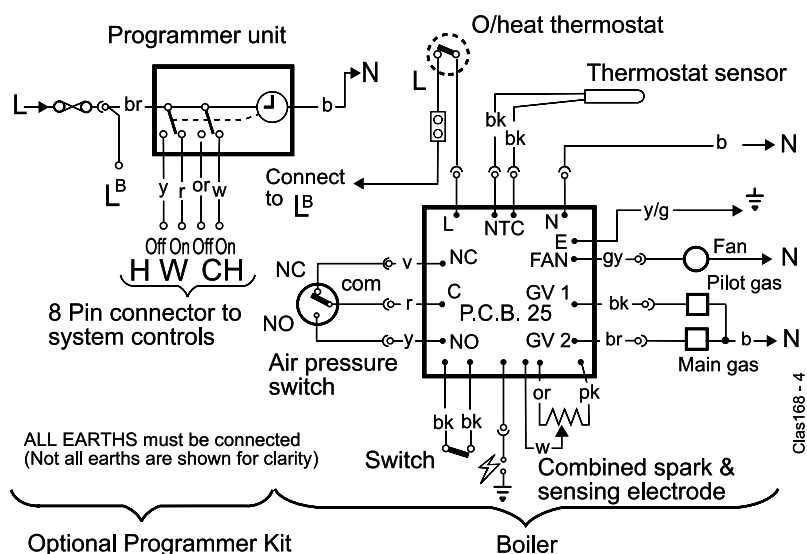 O/heat thermostat
Programmer unit
L
N
Thermostat sensor
L
br
b
bk
bk
b
N
L^B
Connect
to L^B
y
r
or
w
L
NTC
N
y/g
E
Off On Off On
H W CH
NC
com
v
NC
FAN
gy
Fan
N
8 Pin connector to
system controls
r
C
GV 1
bk
Pilot gas
P.C.B. 25
NO
y
NO
GV 2
br
b
N
Air pressure
switch
Main gas
or
pk
bk
bk
w
ALL EARTHS must be connected
(Not all earths are shown for clarity)
Switch
Combined spark &
sensing electrode
Clas168 - 4
Optional Programmer Kit
Boiler